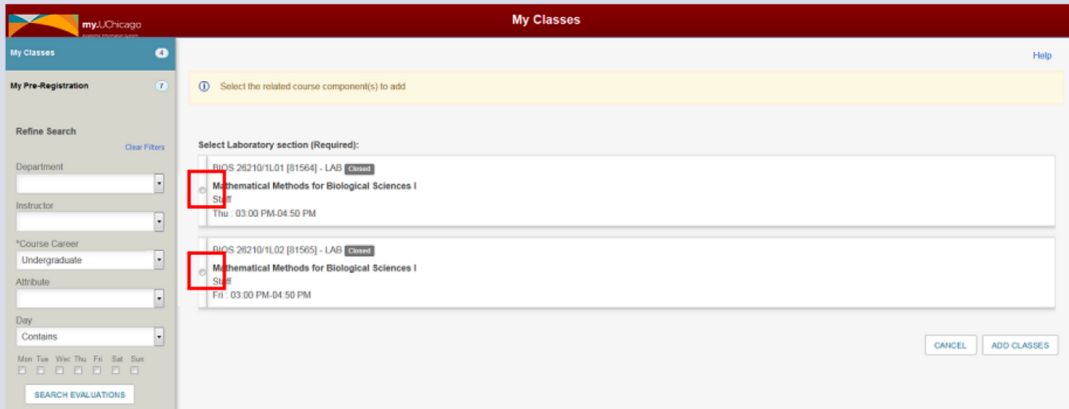 my.UChicago
Academic Information System
My Classes
My Classes 4
Help
My Pre-Registration 7
Select the related course component(s) to add
Refine Search
Clear Filters
Select Laboratory section (Required):
Department
BIOS 26210/1L01 [81564] - LAB Closed
Mathematical Methods for Biological Sciences I
Staff
Thu : 03:00 PM-04:50 PM
Instructor
*Course Career
Undergraduate
BIOS 26210/1L02 [81565] - LAB Closed
Mathematical Methods for Biological Sciences I
Staff
Fri : 03:00 PM-04:50 PM
Attribute
Day
Contains
CANCEL ADD CLASSES
Mon Tue Wec Thu Fri Sat Sun
SEARCH EVALUATIONS